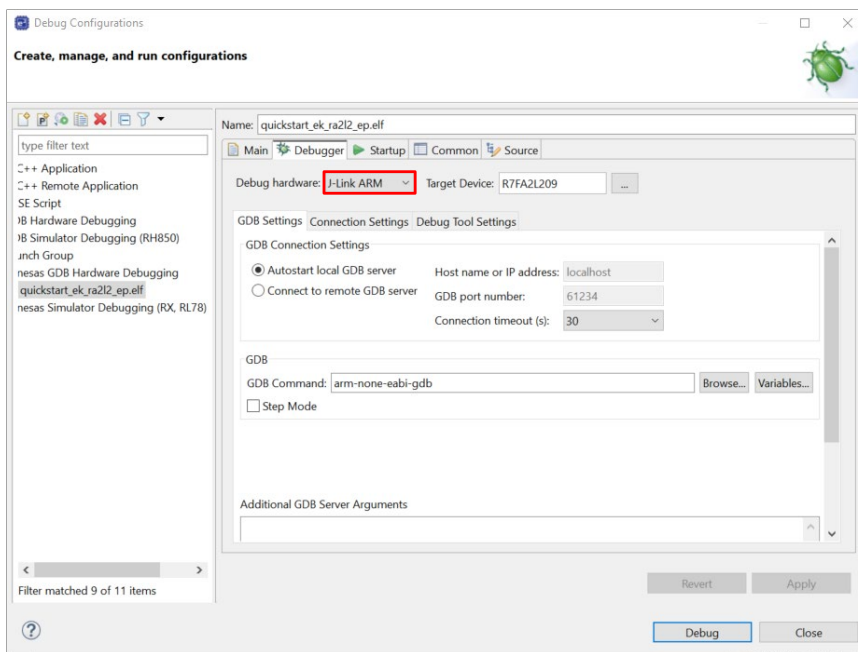 Debug Configurations
Create, manage, and run configurations
type filter text
C++ Application
C++ Remote Application
SE Script
)B Hardware Debugging
)B Simulator Debugging (RH850)
unch Group
nesas GDB Hardware Debugging
quickstart_ek_ra2l2_ep.elf
nesas Simulator Debugging (RX, RL78)
Filter matched 9 of 11 items
Name: quickstart_ek_ra2l2_ep.elf
Main Debugger Startup Common Source
Debug hardware: J-Link ARM Target Device: R7FA2L209 ...
GDB Settings Connection Settings Debug Tool Settings
GDB Connection Settings
Autostart local GDB server Host name or IP address: localhost
Connect to remote GDB server GDB port number: 61234
Connection timeout (s): 30
GDB
GDB Command: arm-none-eabi-gdb Browse... Variables...
Step Mode
Additional GDB Server Arguments
Revert Apply
Debug Close